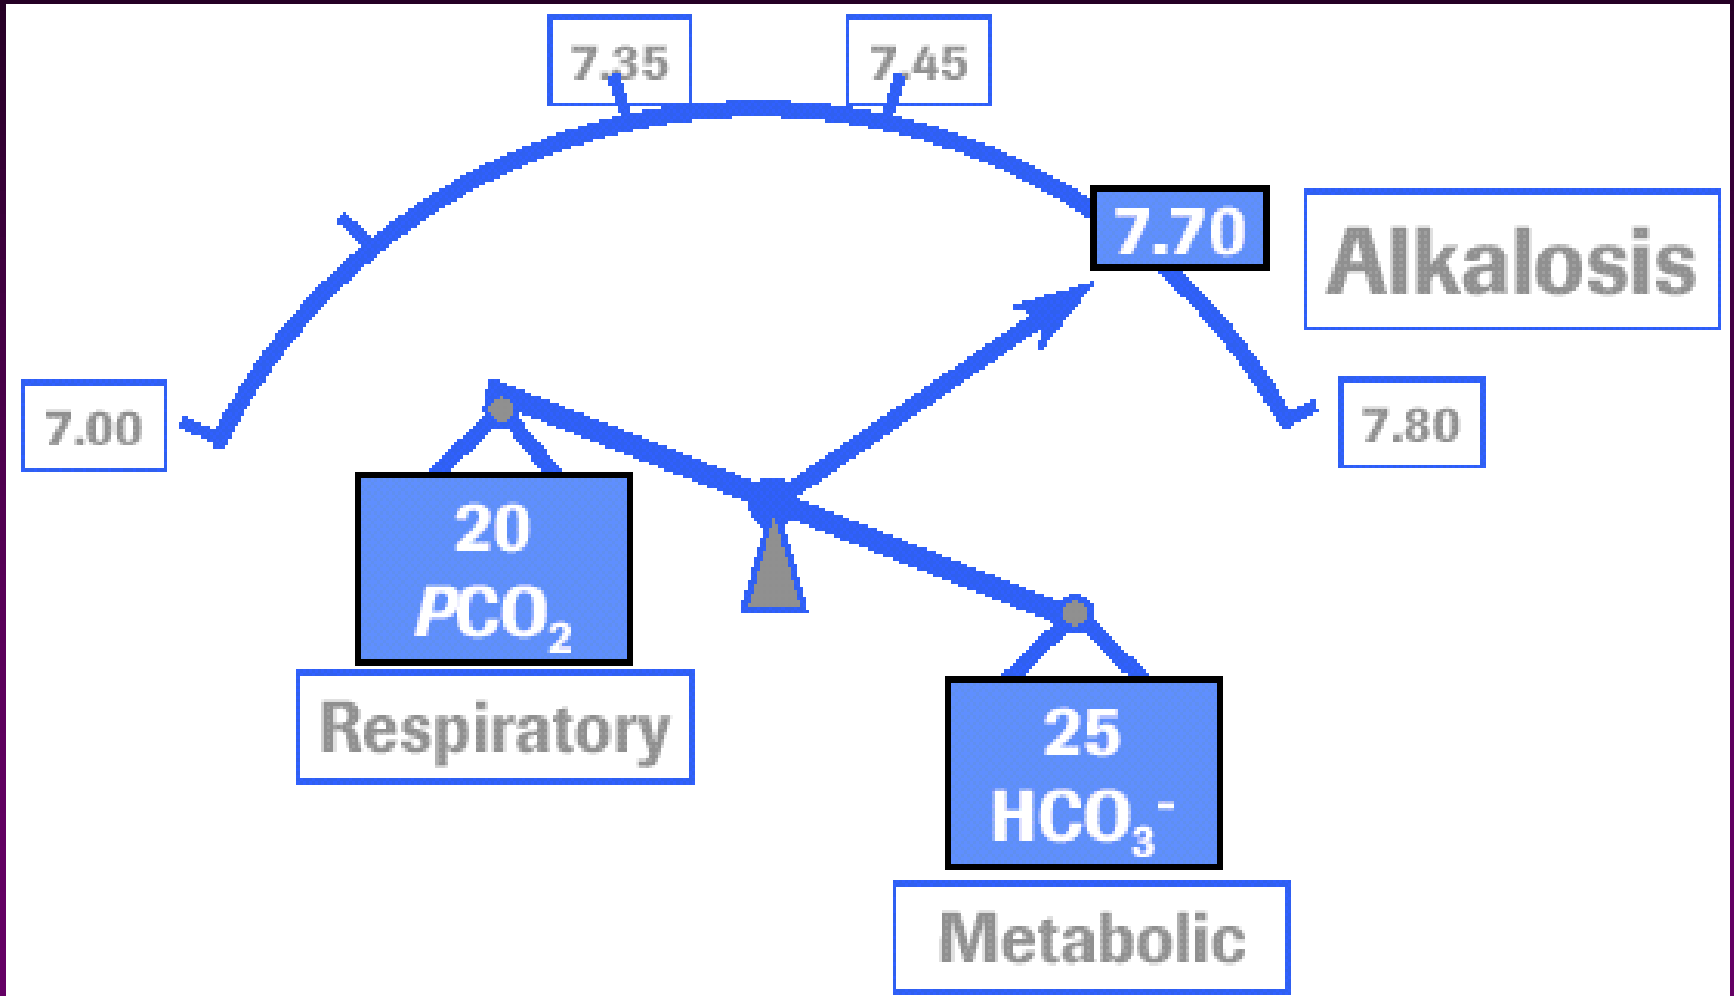 7.35
7.45
7.70
Alkalosis
7.00
7.80
20
PCO₂
Respiratory
25
HCO₃⁻
Metabolic